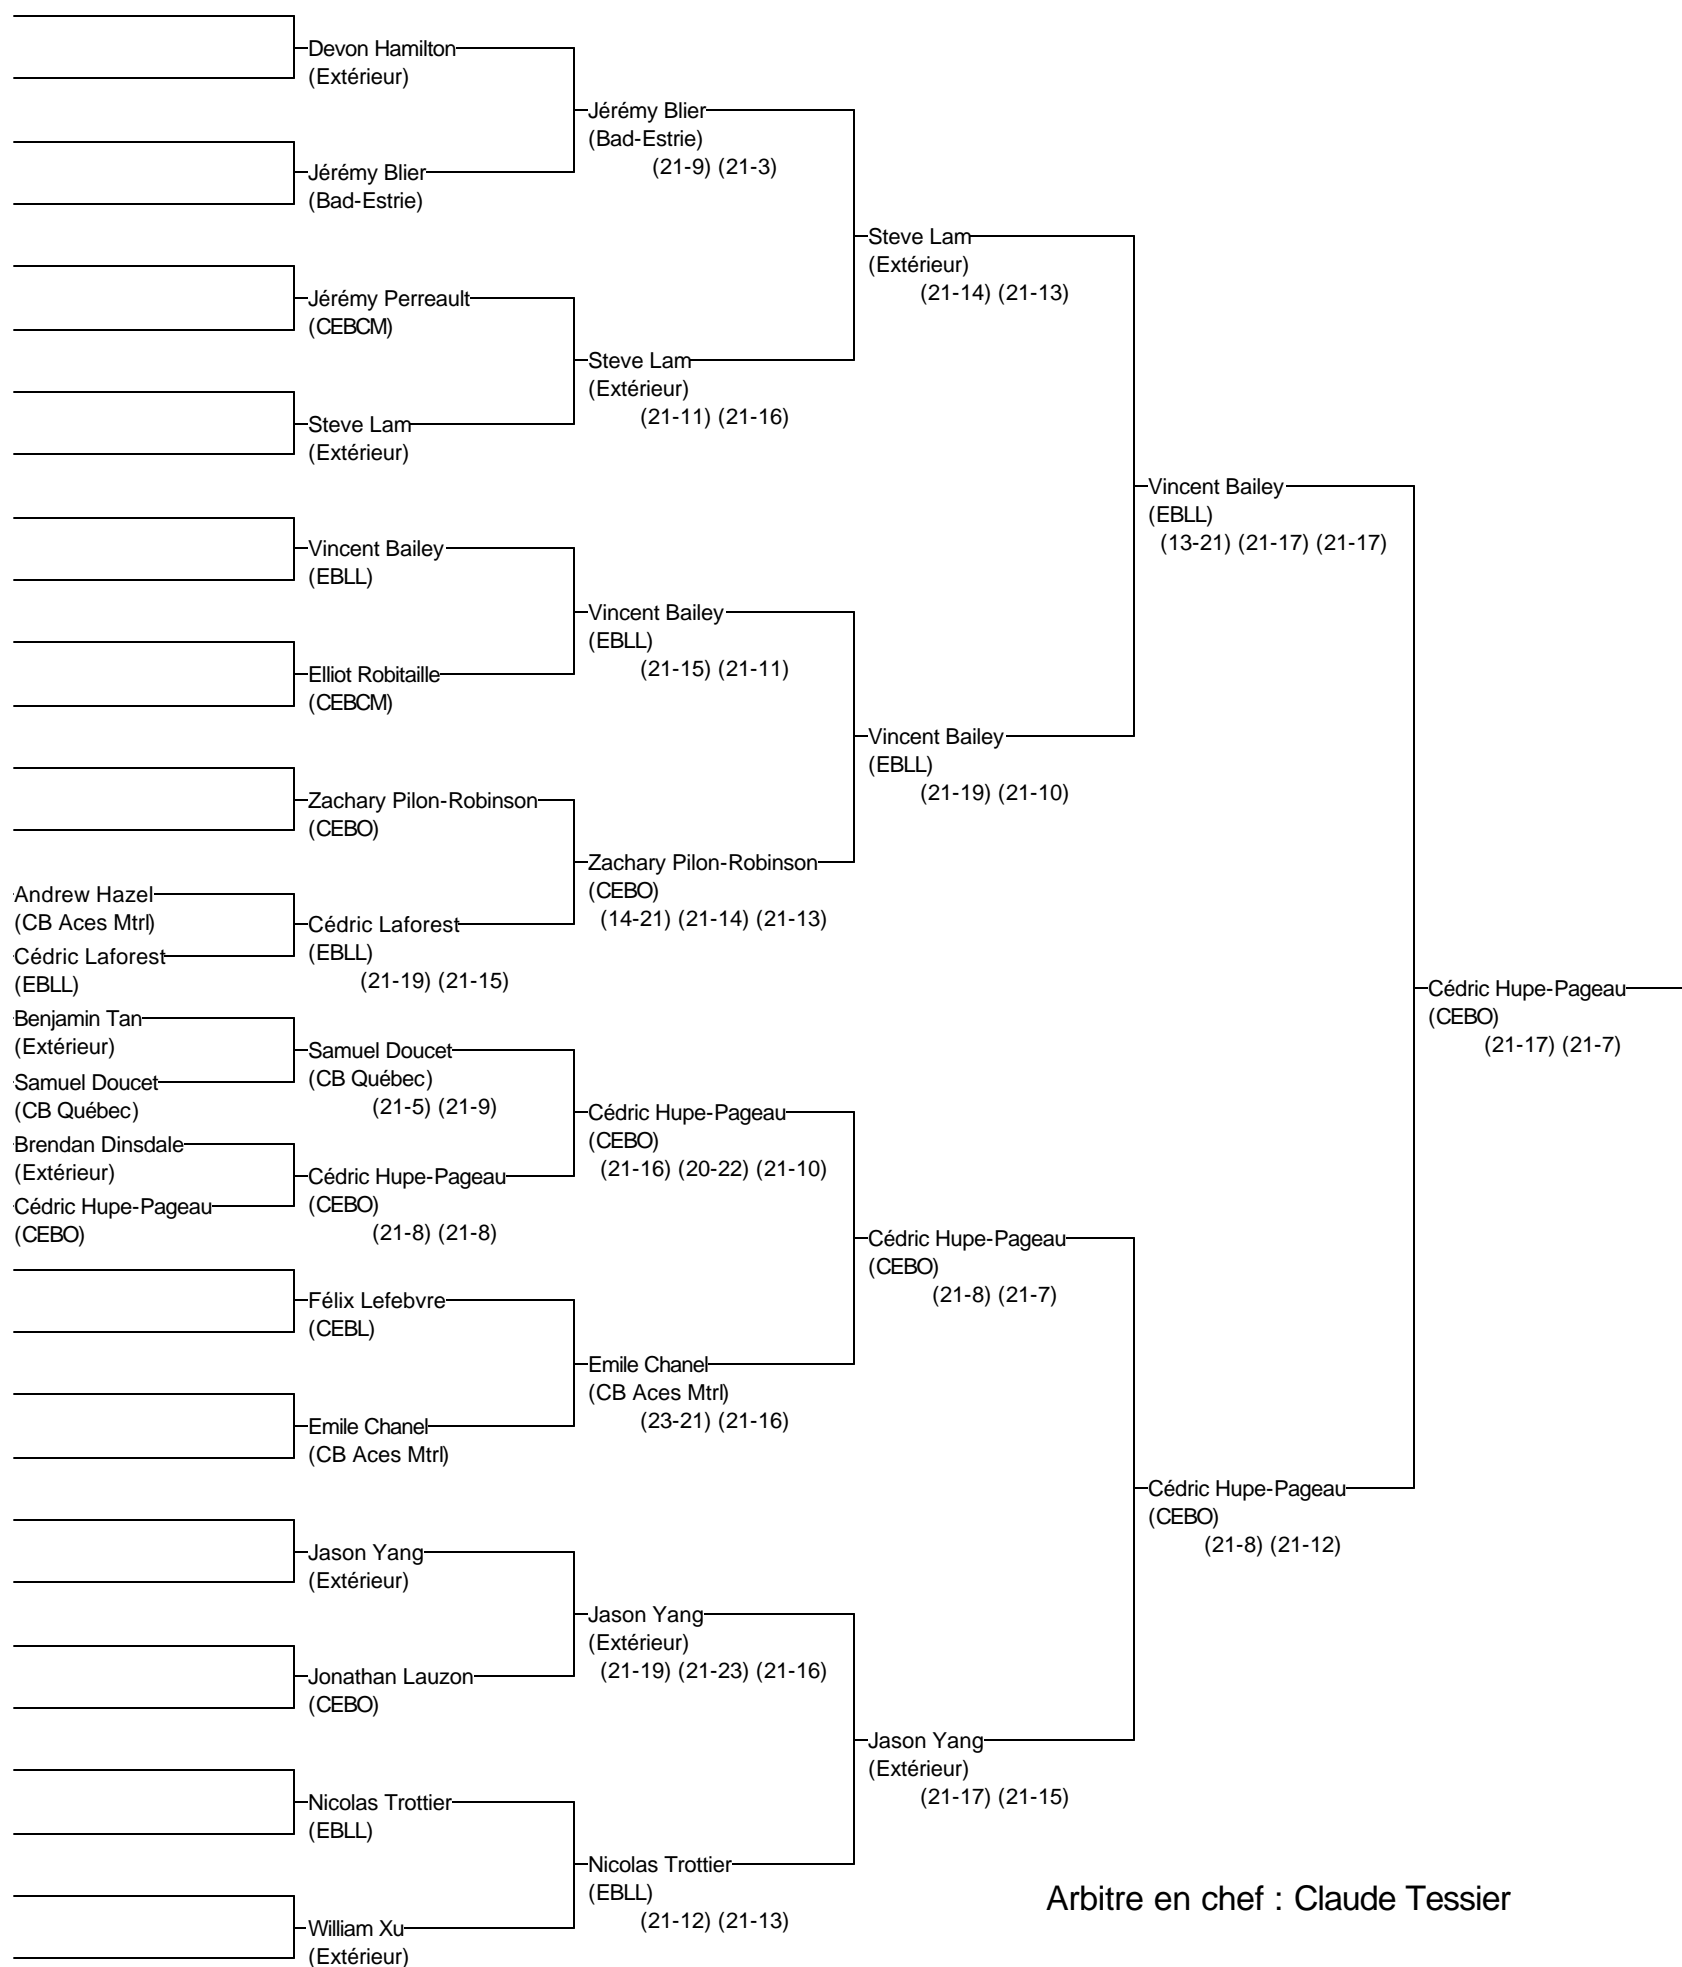 Devon Hamilton
(Extérieur)
Jérémy Blier
(Bad-Estrie)
(21-9) (21-3)
Jérémy Blier
(Bad-Estrie)
Steve Lam
(Extérieur)
(21-14) (21-13)
Jérémy Perreault
(CEBCM)
Steve Lam
(Extérieur)
(21-11) (21-16)
Steve Lam
(Extérieur)
Vincent Bailey
(EBLL)
(13-21) (21-17) (21-17)
Vincent Bailey
(EBLL)
Vincent Bailey
(EBLL)
(21-15) (21-11)
Elliot Robitaille
(CEBCM)
Vincent Bailey
(EBLL)
(21-19) (21-10)
Zachary Pilon-Robinson
(CEBO)
Zachary Pilon-Robinson
(CEBO)
(14-21) (21-14) (21-13)
Andrew Hazel
(CB Aces Mtrl)
Cédric Laforest
(EBLL)
(21-19) (21-15)
Cédric Laforest
(EBLL)
Cédric Hupe-Pageau
(CEBO)
(21-17) (21-7)
Benjamin Tan
(Extérieur)
Samuel Doucet
(CB Québec)
(21-5) (21-9)
Samuel Doucet
(CB Québec)
Cédric Hupe-Pageau
(CEBO)
(21-16) (20-22) (21-10)
Brendan Dinsdale
(Extérieur)
Cédric Hupe-Pageau
(CEBO)
(21-8) (21-8)
Cédric Hupe-Pageau
(CEBO)
Cédric Hupe-Pageau
(CEBO)
(21-8) (21-7)
Félix Lefebvre
(CEBL)
Emile Chanel
(CB Aces Mtrl)
(23-21) (21-16)
Emile Chanel
(CB Aces Mtrl)
Cédric Hupe-Pageau
(CEBO)
(21-8) (21-12)
Jason Yang
(Extérieur)
Jason Yang
(Extérieur)
(21-19) (21-23) (21-16)
Jonathan Lauzon
(CEBO)
Jason Yang
(Extérieur)
(21-17) (21-15)
Nicolas Trottier
(EBLL)
Nicolas Trottier
(EBLL)
(21-12) (21-13)
William Xu
(Extérieur)
Arbitre en chef : Claude Tessier